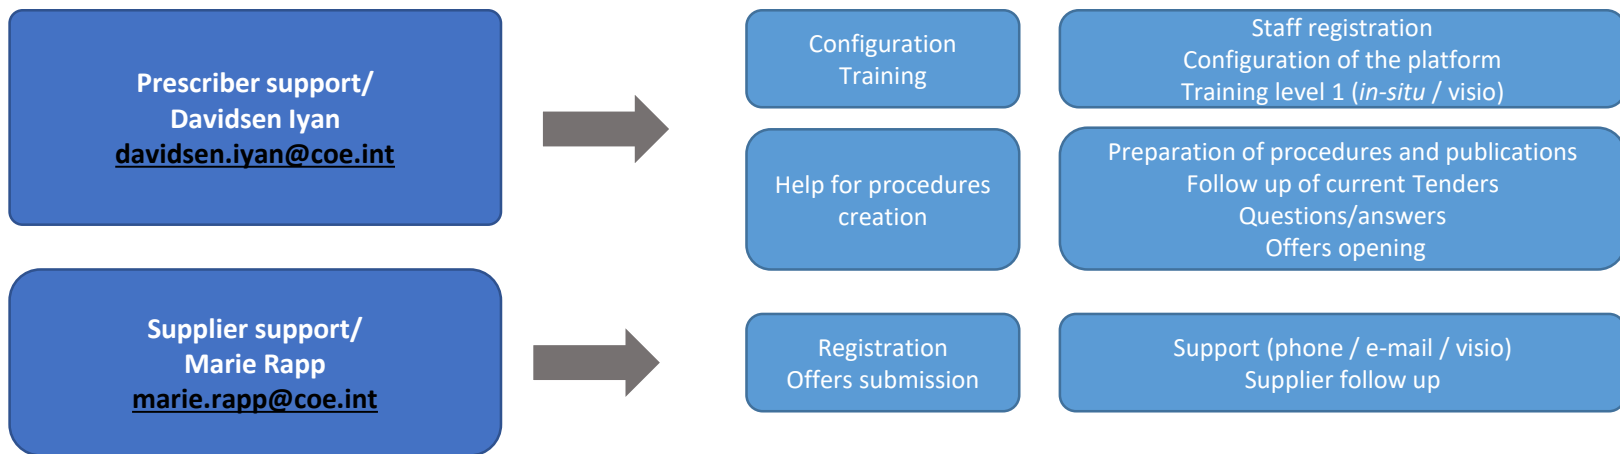 Prescriber support/
Davidsen Iyan
davidsen.iyan@coe.int
Configuration
Training
Staff registration
Configuration of the platform
Training level 1 (in-situ / visio)
Help for procedures
creation
Preparation of procedures and publications
Follow up of current Tenders
Questions/answers
Offers opening
Supplier support/
Marie Rapp
marie.rapp@coe.int
Registration
Offers submission
Support (phone / e-mail / visio)
Supplier follow up